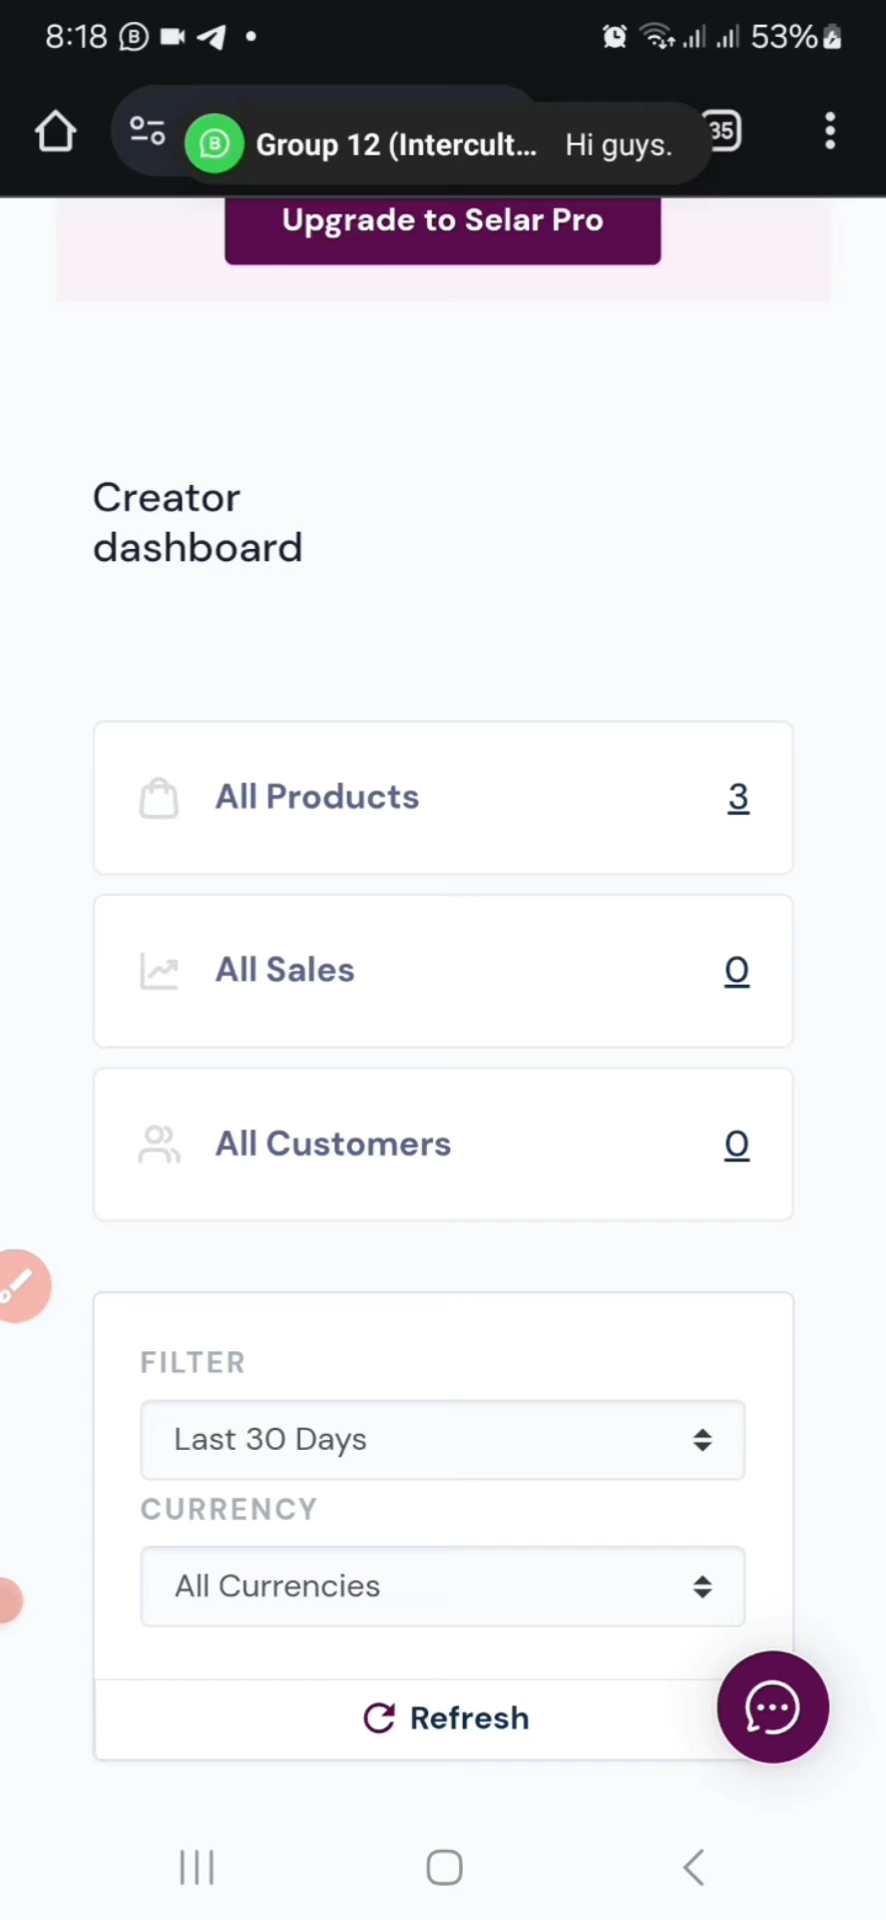 8:18 53%
Group 12 (Intercult... Hi guys. 35
Upgrade to Selar Pro
Creator
dashboard
All Products 3
All Sales 0
All Customers 0
FILTER
Last 30 Days
CURRENCY
All Currencies
Refresh